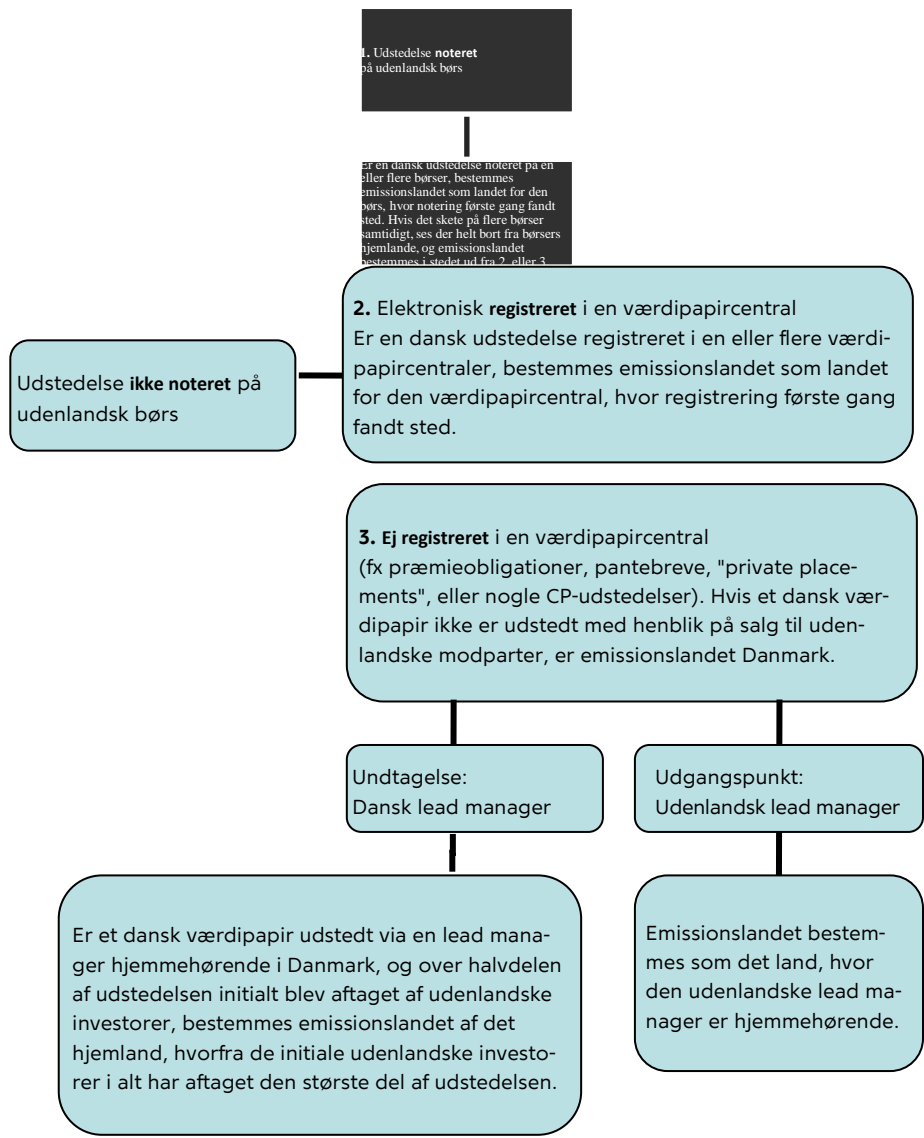 1. Udstedelse noteret
på udenlandsk børs
Er en dansk udstedelse noteret på en
eller flere børser, bestemmes
emissionslandet som landet for den
børs, hvor notering første gang fandt
sted. Hvis det skete på flere børser
samtidigt, ses der helt bort fra børsers
hjemlande, og emissionslandet
bestemmes i stedet ud fra 2. eller 3.
2. Elektronisk registreret i en værdipapircentral
Er en dansk udstedelse registreret i en eller flere værdi-
papircentraler, bestemmes emissionslandet som landet
for den værdipapircentral, hvor registrering første gang
fandt sted.
Udstedelse ikke noteret på
udenlandsk børs
3. Ej registreret i en værdipapircentral
(fx præmieobligationer, pantebreve, "private place-
ments", eller nogle CP-udstedelser). Hvis et dansk vær-
dipapir ikke er udstedt med henblik på salg til uden-
landske modparter, er emissionslandet Danmark.
Undtagelse:
Dansk lead manager
Udgangspunkt:
Udenlandsk lead manager
Er et dansk værdipapir udstedt via en lead mana-
ger hjemmehørende i Danmark, og over halvdelen
af udstedelsen initialt blev aftaget af udenlandske
investorer, bestemmes emissionslandet af det
hjemland, hvorfra de initiale udenlandske investo-
rer i alt har aftaget den største del af udstedelsen.
Emissionslandet bestem-
mes som det land, hvor
den udenlandske lead ma-
nager er hjemmehørende.